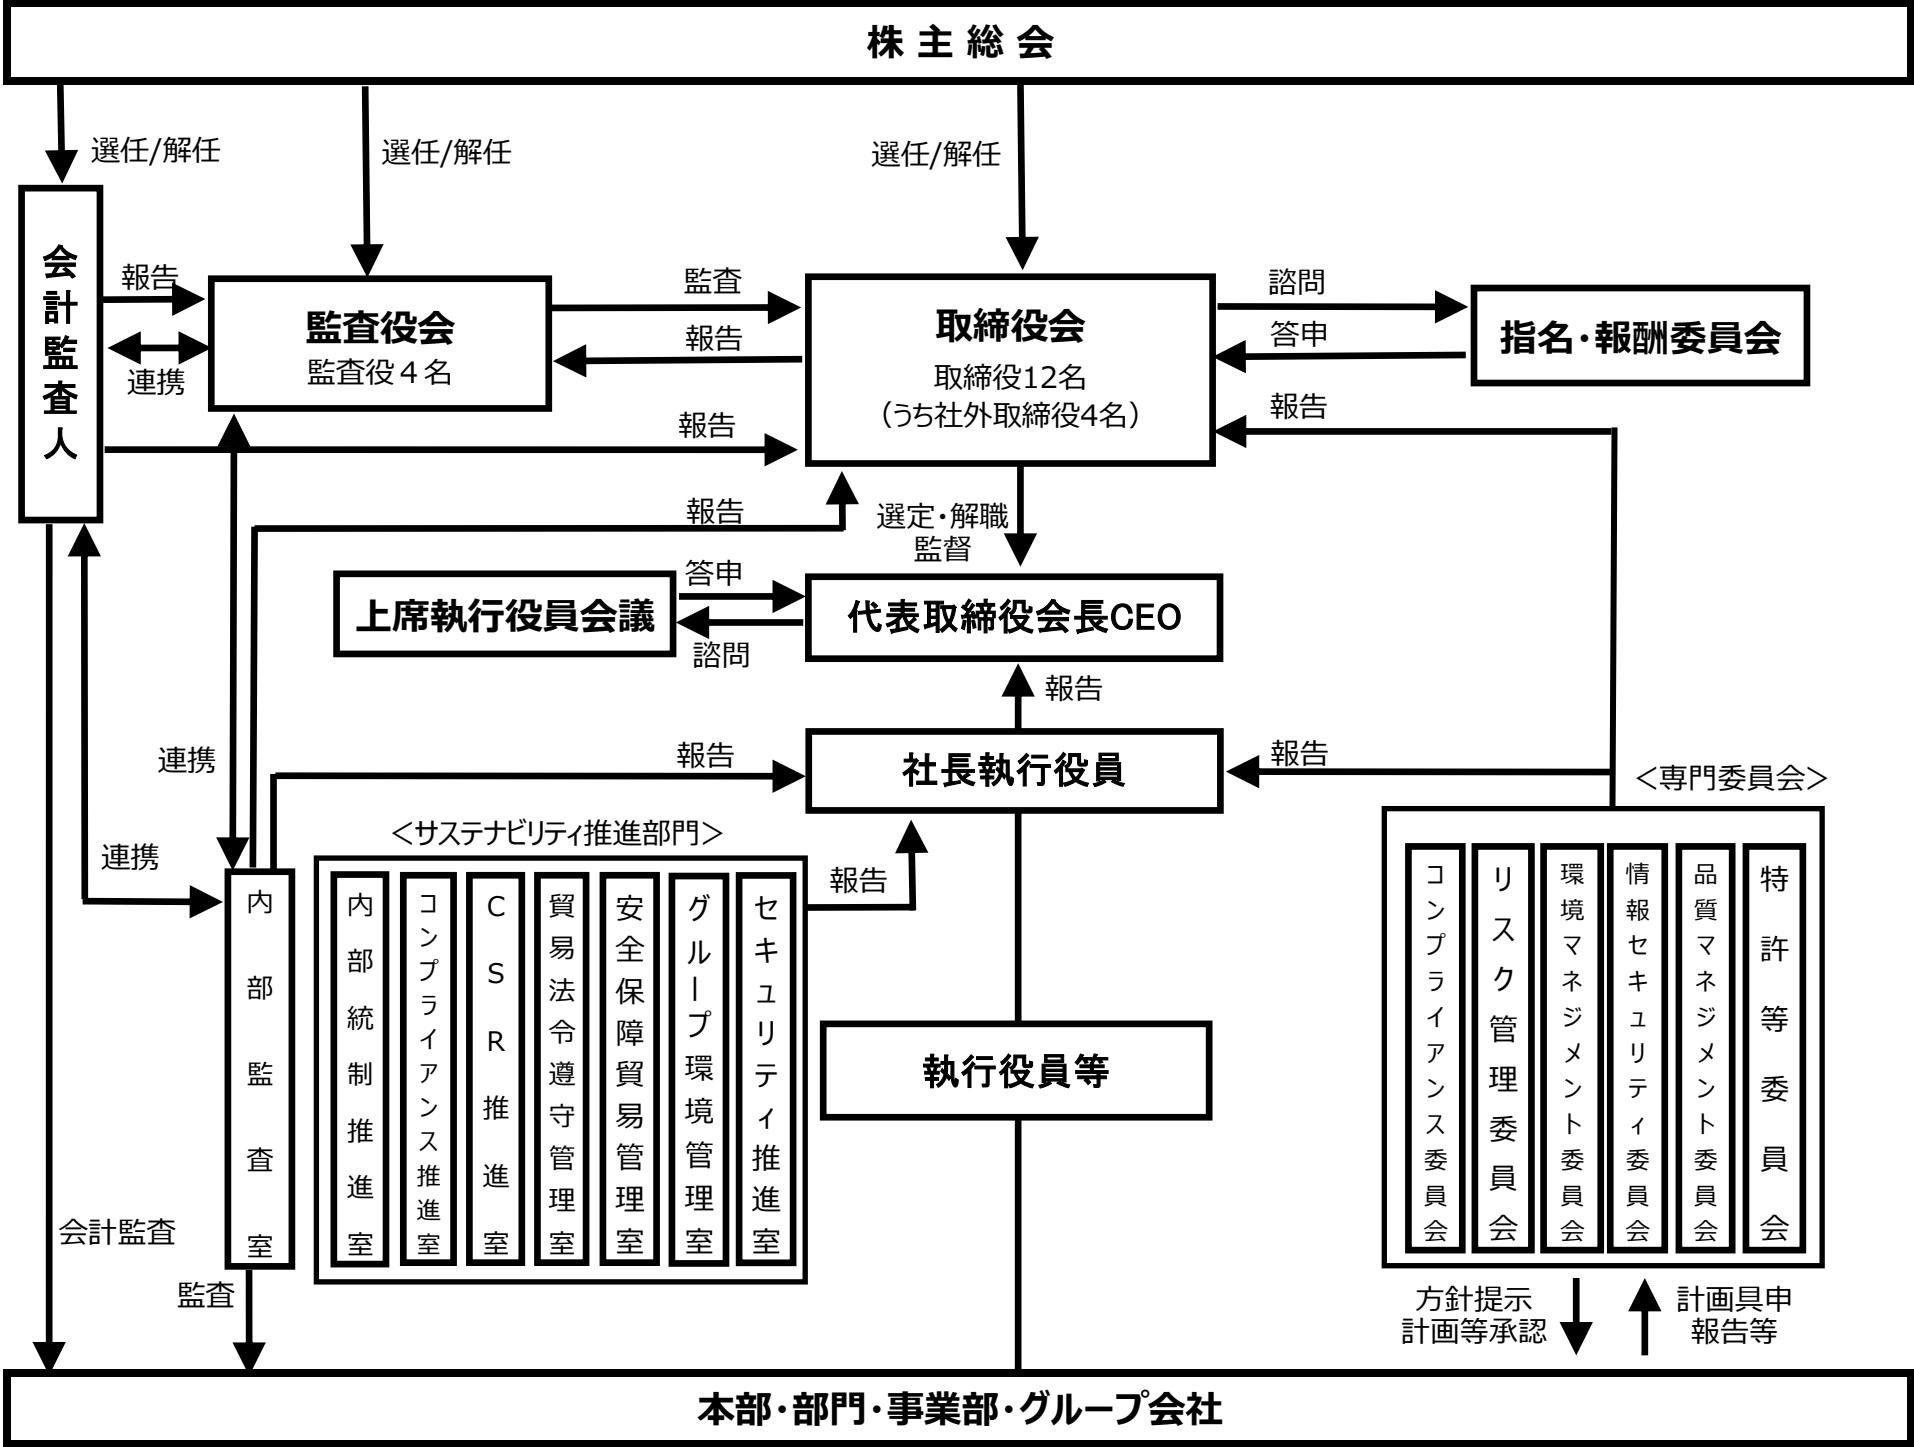 株 主 総 会
選任/解任
選任/解任
選任/解任
会計監査人
報告
連携
監査役会
監査役４名
監査
報告
取締役会
取締役12名
（うち社外取締役4名）
諮問
答申
指名・報酬委員会
報告
報告
報告
選定・解職
監督
上席執行役員会議
答申
諮問
代表取締役会長CEO
報告
連携
報告
社長執行役員
報告
＜専門委員会＞
連携
＜サステナビリティ推進部門＞
報告
内部監査室
内部統制推進室
コンプライアンス推進室
CSR推進室
貿易法令遵守管理室
安全保障貿易管理室
グループ環境管理室
セキュリティ推進室
執行役員等
コンプライアンス委員会
リスク管理委員会
環境マネジメント委員会
情報セキュリティ委員会
品質マネジメント委員会
特許等委員会
会計監査
監査
方針提示
計画等承認
計画具申
報告等
本部・部門・事業部・グループ会社